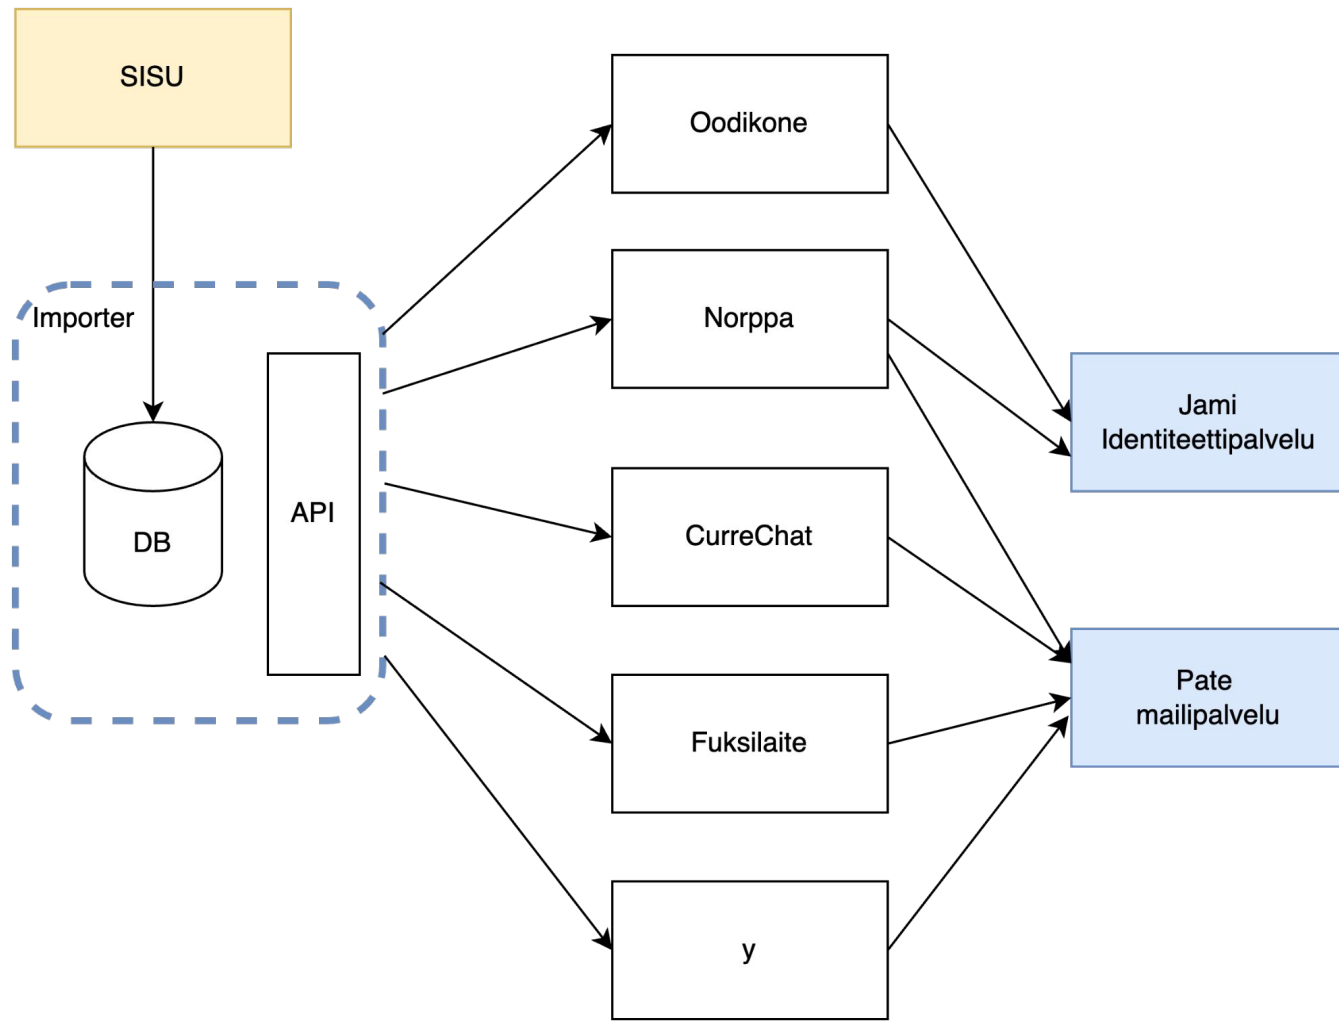 SISU
Importer
DB
API
Oodikone
Norppa
CurreChat
Fuksilaite
y
Jami
Identiteettipalvelu
Pate
mailipalvelu